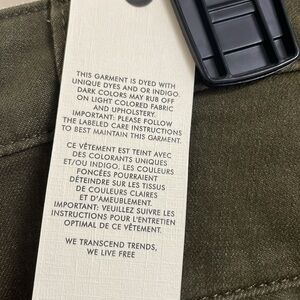 THIS GARMENT IS DYED WITH
UNIQUE DYES AND OR INDIGO.
DARK COLORS MAY RUB OFF
ON LIGHT COLORED FABRIC
AND UPHOLSTERY.
IMPORTANT: PLEASE FOLLOW
THE LABELED CARE INSTRUCTIONS
TO BEST MAINTAIN THIS GARMENT.
CE VÊTEMENT EST TEINT AVEC
DES COLORANTS UNIQUES
ET/OU INDIGO. LES COULEURS
FONCÉES POURRAIENT
DÉTEINDRE SUR LES TISSUS
DE COULEURS CLAIRES
ET D'AMEUBLEMENT.
IMPORTANT: VEUILLEZ SUIVRE LES
INSTRUCTIONS POUR L'ENTRETIEN
OPTIMAL DE CE VÊTEMENT.
WE TRANSCEND TRENDS,
WE LIVE FREE